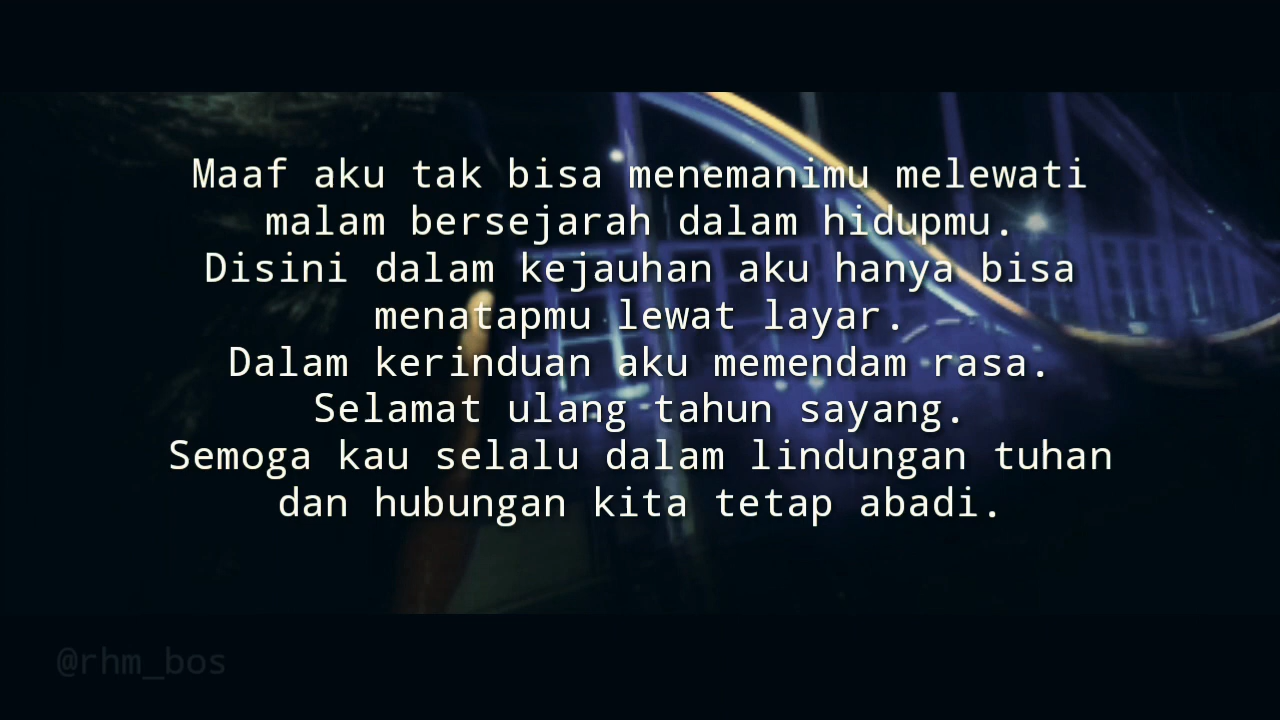 Maaf aku tak bisa menemanimu melewati
malam bersejarah dalam hidupmu.
Disini dalam kejauhan aku hanya bisa
menatapmu lewat layar.
Dalam kerinduan aku memendam rasa.
Selamat ulang tahun sayang.
Semoga kau selalu dalam lindungan tuhan
dan hubungan kita tetap abadi.
@rhm_bos